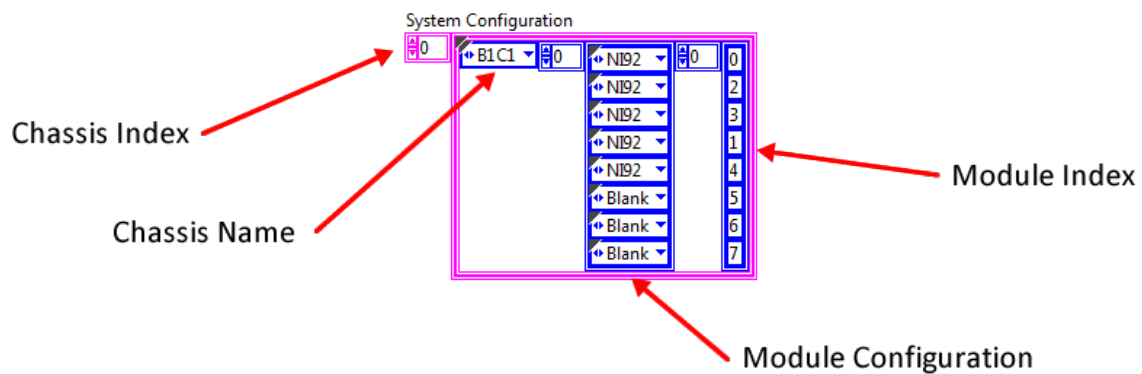 System Configuration
0 B1C1 0 NI92 0 0
NI92 2
NI92 3
NI92 1
NI92 4
Blank 5
Blank 6
Blank 7
Chassis Index
Module Index
Chassis Name
Module Configuration